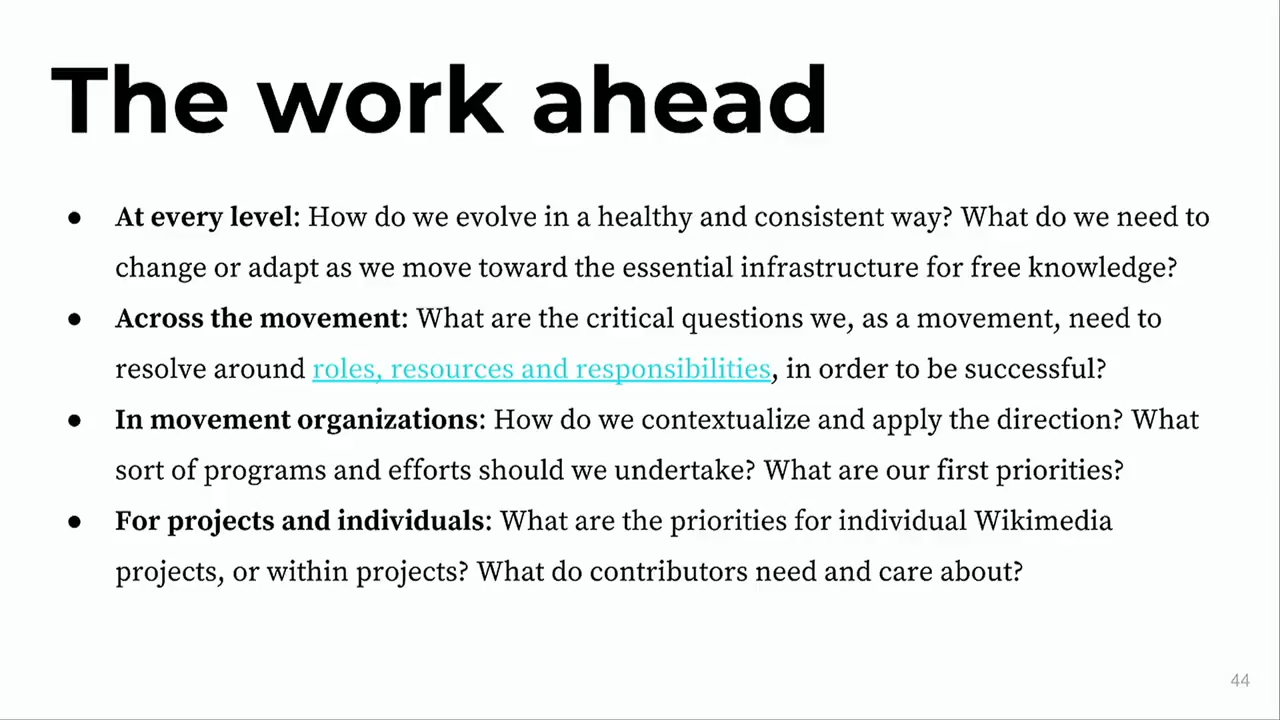 The work ahead
● At every level: How do we evolve in a healthy and consistent way? What do we need to
change or adapt as we move toward the essential infrastructure for free knowledge?
● Across the movement: What are the critical questions we, as a movement, need to
resolve around roles, resources and responsibilities, in order to be successful?
● In movement organizations: How do we contextualize and apply the direction? What
sort of programs and efforts should we undertake? What are our first priorities?
● For projects and individuals: What are the priorities for individual Wikimedia
projects, or within projects? What do contributors need and care about?
44